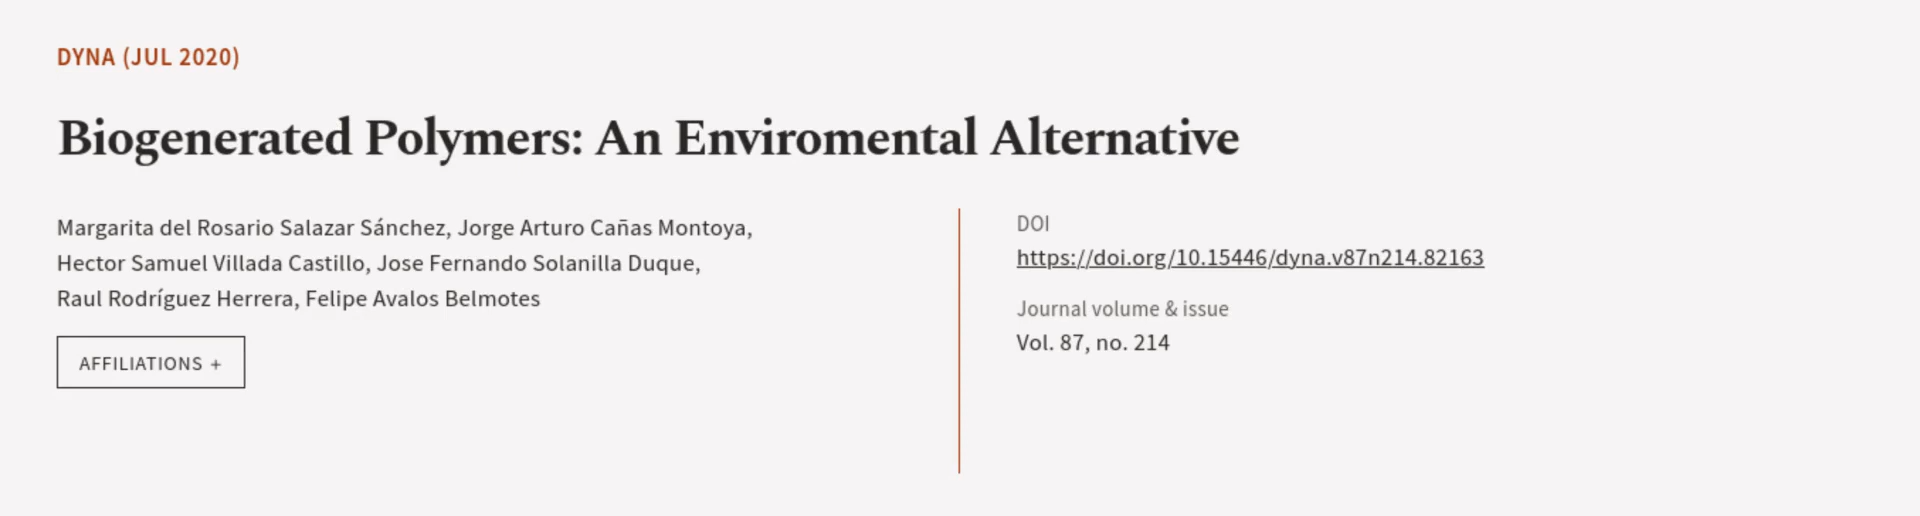 DYNA (JUL 2020)
Biogenerated Polymers: An Enviromental Alternative
Margarita del Rosario Salazar Sánchez, Jorge Arturo Cañas Montoya,
Hector Samuel Villada Castillo, Jose Fernando Solanilla Duque,
Raul Rodríguez Herrera, Felipe Avalos Belmotes
AFFILIATIONS +
DOI
https://doi.org/10.15446/dyna.v87n214.82163
Journal volume & issue
Vol. 87, no. 214